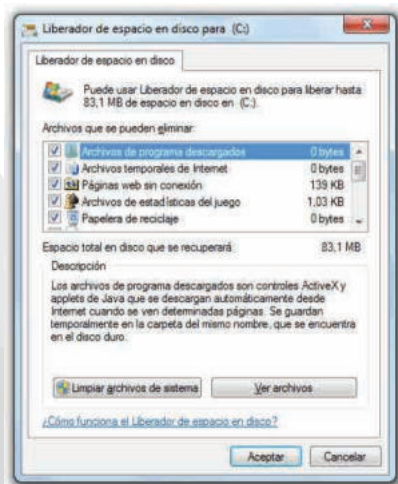 Liberador de espacio en disco para (C:)
Liberador de espacio en disco
Puede usar Liberador de espacio en disco para liberar hasta
83,1 MB de espacio en disco en (C:).
Archivos que se pueden eliminar:
Archivos de programa descargados 0 bytes
Archivos temporales de Internet 0 bytes
Páginas web sin conexión 139 KB
Archivos de estadísticas del juego 1,03 KB
Papelera de reciclaje 0 bytes
Espacio total en disco que se recuperará: 83,1 MB
Descripción
Los archivos de programa descargados son controles ActiveX y
applets de Java que se descargan automáticamente desde
Internet cuando se ven determinadas páginas. Se guardan
temporalmente en la carpeta del mismo nombre, que se encuentra
en el disco duro.
Limpiar archivos de sistema Ver archivos
¿Cómo funciona el Liberador de espacio en disco?
Aceptar Cancelar